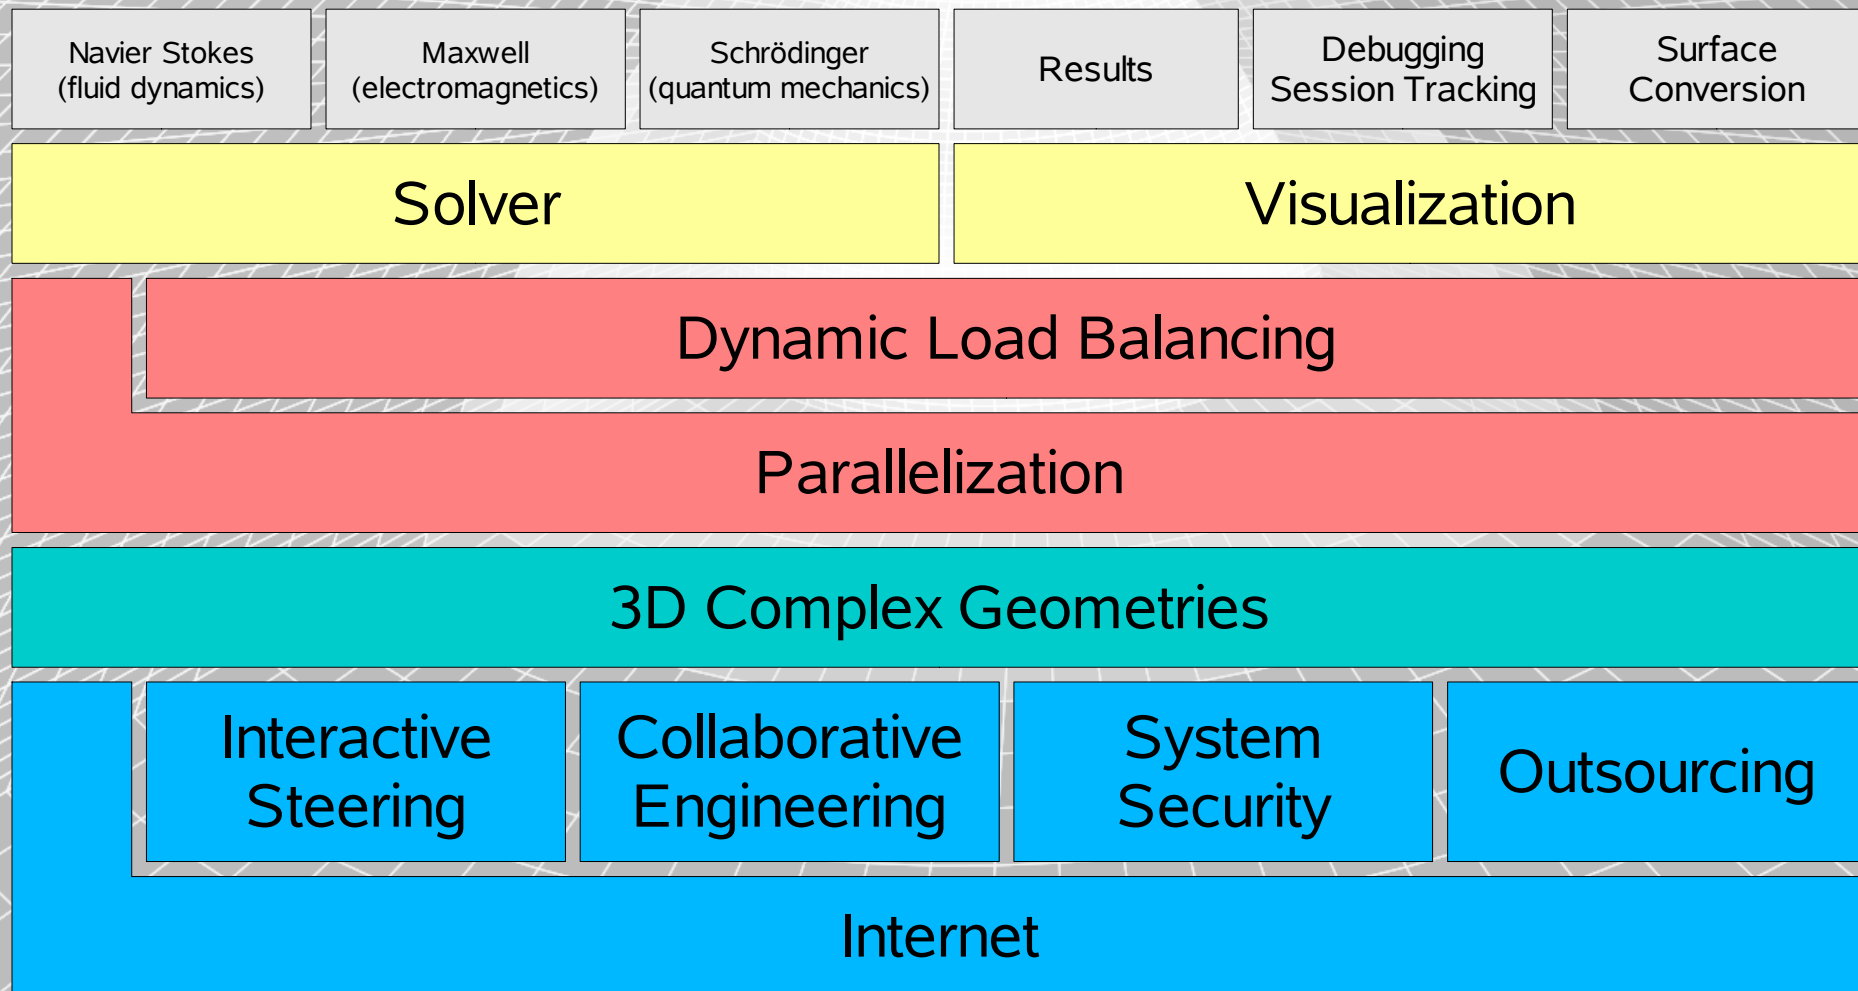 Navier Stokes
(fluid dynamics)
Maxwell
(electromagnetics)
Schrödinger
(quantum mechanics)
Results
Debugging
Session Tracking
Surface
Conversion
Solver
Visualization
Dynamic Load Balancing
Parallelization
3D Complex Geometries
Interactive
Steering
Collaborative
Engineering
System
Security
Outsourcing
Internet